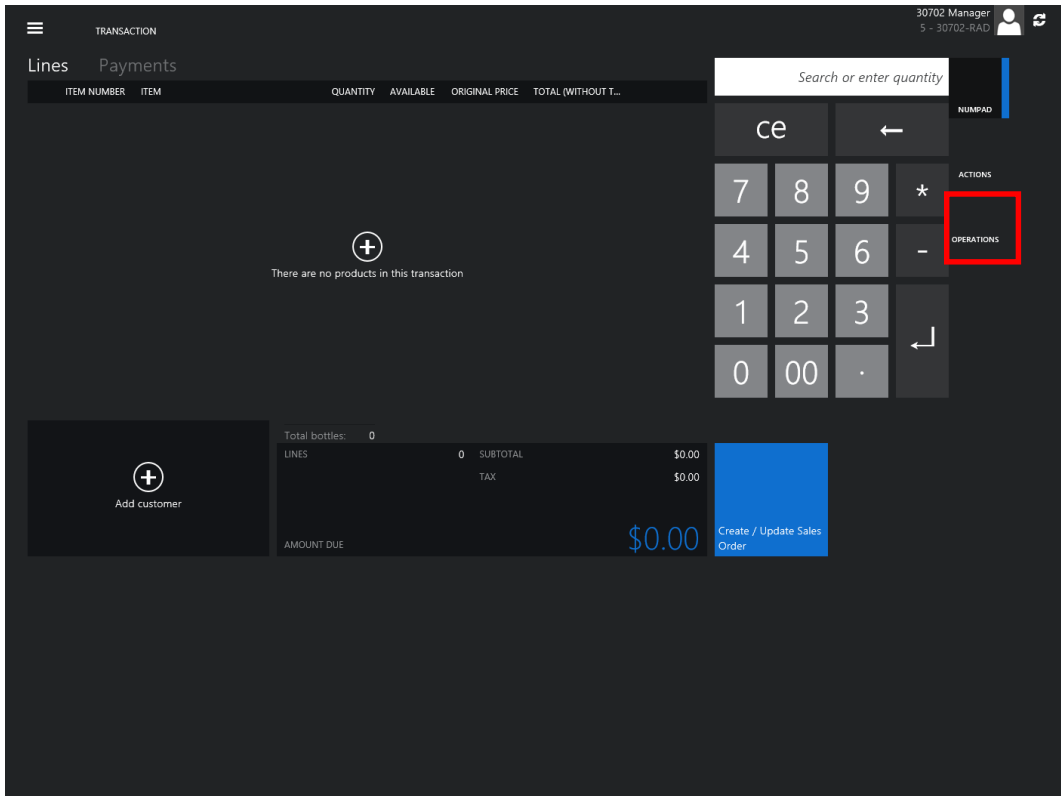 30702 Manager
5 - 30702-RAD
TRANSACTION
Lines Payments
ITEM NUMBER ITEM QUANTITY AVAILABLE ORIGINAL PRICE TOTAL (WITHOUT T...
There are no products in this transaction
Search or enter quantity
NUMPAD
ACTIONS
OPERATIONS
ce ←
7 8 9 *
4 5 6 -
1 2 3
0 00 .
Add customer
Total bottles: 0
LINES 0 SUBTOTAL $0.00
TAX $0.00
AMOUNT DUE $0.00
Create / Update Sales
Order